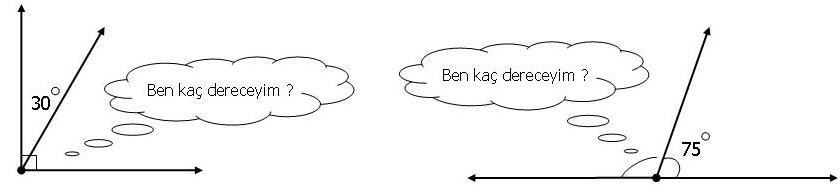 30°
Ben kaç dereceyim ?
Ben kaç dereceyim ?
75°